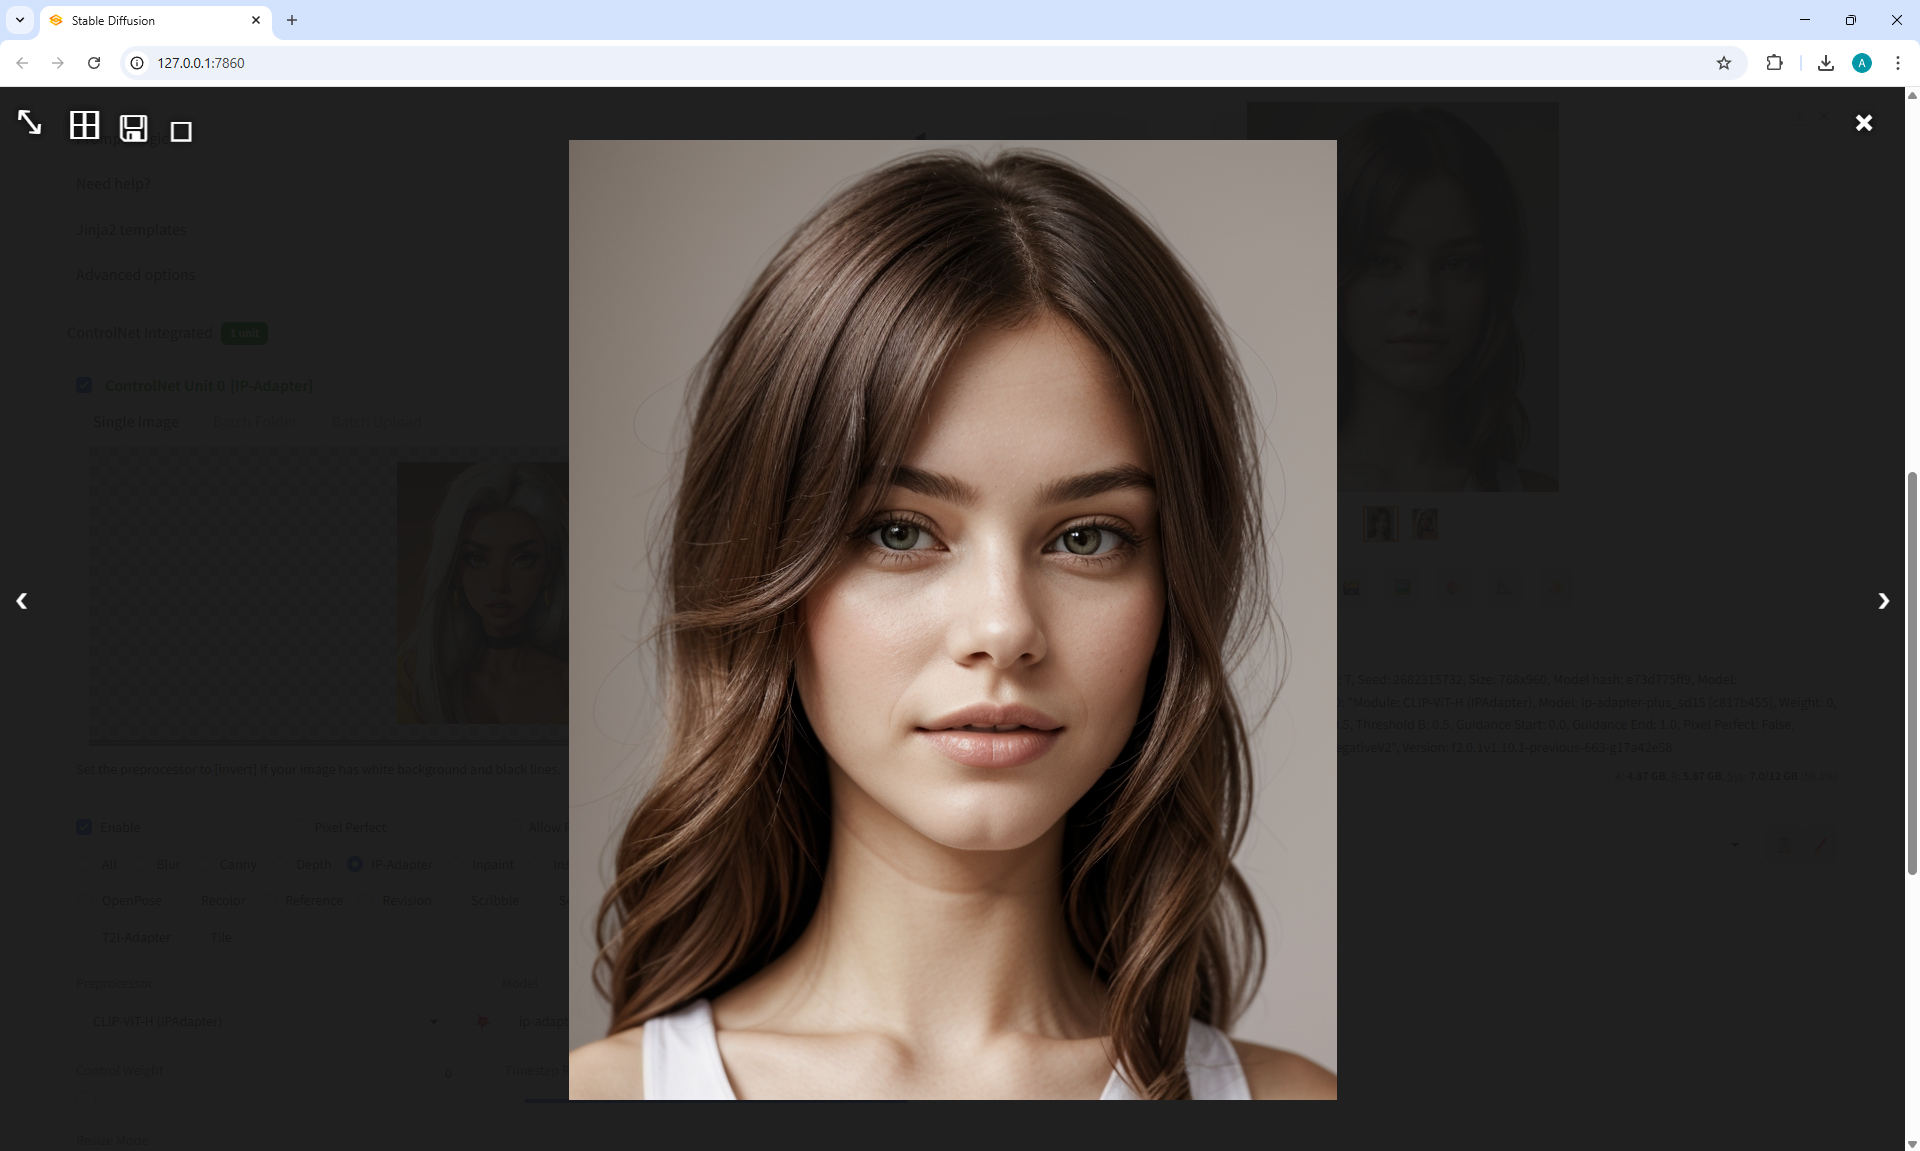 Stable Diffusion
127.0.0.1:7860
A
Need help?
Jinja2 templates
Advanced options
ControlNet Integrated 1 unit
ControlNet Unit 0 [IP-Adapter]
Single Image Batch Folder Batch Upload
7, Seed: 2682315732, Size: 768x960, Model hash: e73d775ff9, Model:
"Module: CLIP-ViT-H (IPAdapter), Model: ip-adapter-plus_sd15 [c817b455], Weight: 0,
.5, Threshold B: 0.5, Guidance Start: 0.0, Guidance End: 1.0, Pixel Perfect: False,
egativeV2", Version: f2.0.1v1.10.1-previous-663-g17a42e58
Set the preprocessor to [invert] If your image has white background and black lines.
4.87 GB, R: 5.37 GB, 7.0/12 GB
Enable Pixel Perfect Allow
All Blur Canny Depth IP-Adapter Inpaint
OpenPose Recolor Reference Revision Scribble
T2I-Adapter Tile
Preprocessor Model
CLIP-ViT-H (IPAdapter) ip-adapt
Control Weight 0 Timestep
Resize Mode